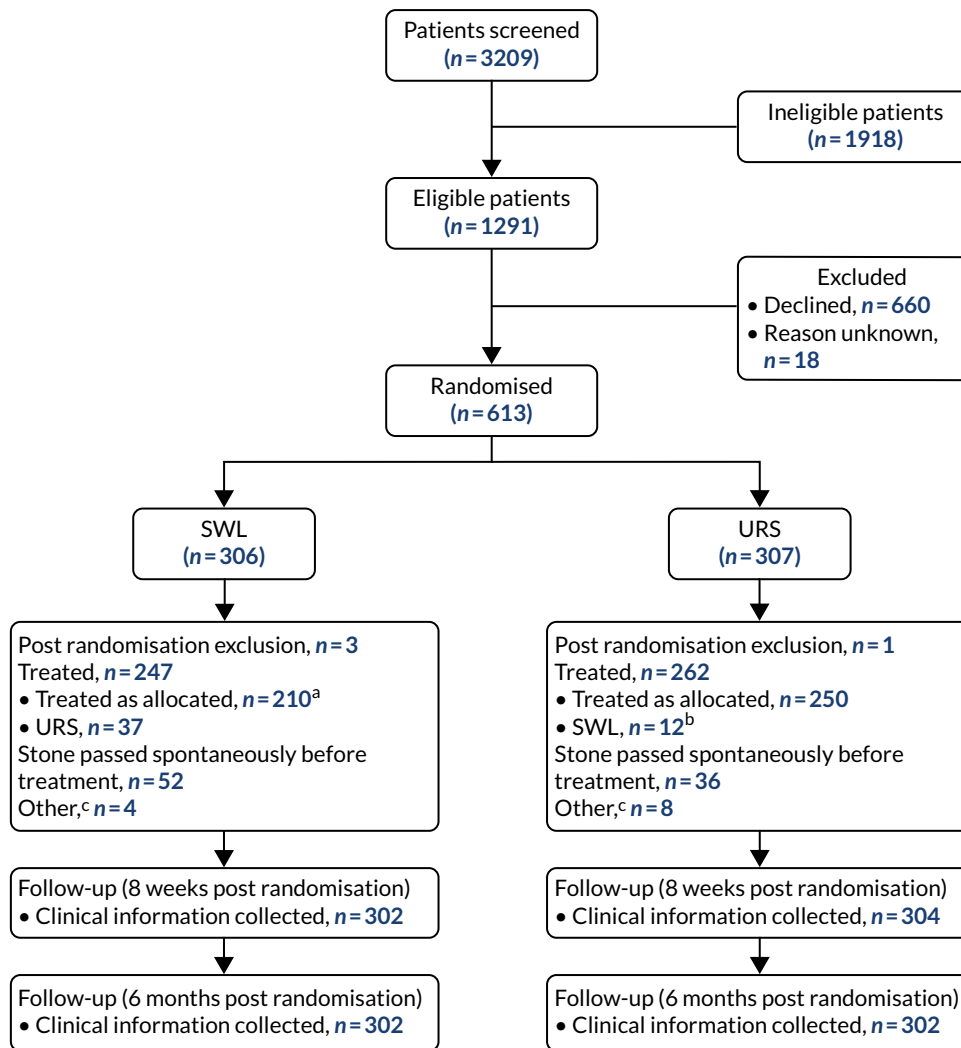 Patients screened
(n = 3209)
Ineligible patients
(n = 1918)
Eligible patients
(n = 1291)
Excluded
• Declined, n = 660
• Reason unknown,
n = 18
Randomised
(n = 613)
SWL
(n = 306)
URS
(n = 307)
Post randomisation exclusion, n = 3
Treated, n = 247
• Treated as allocated, n = 210a
• URS, n = 37
Stone passed spontaneously before
treatment, n = 52
Other,c n = 4
Post randomisation exclusion, n = 1
Treated, n = 262
• Treated as allocated, n = 250
• SWL, n = 12b
Stone passed spontaneously before
treatment, n = 36
Other,c n = 8
Follow-up (8 weeks post randomisation)
• Clinical information collected, n = 302
Follow-up (8 weeks post randomisation)
• Clinical information collected, n = 304
Follow-up (6 months post randomisation)
• Clinical information collected, n = 302
Follow-up (6 months post randomisation)
• Clinical information collected, n = 302